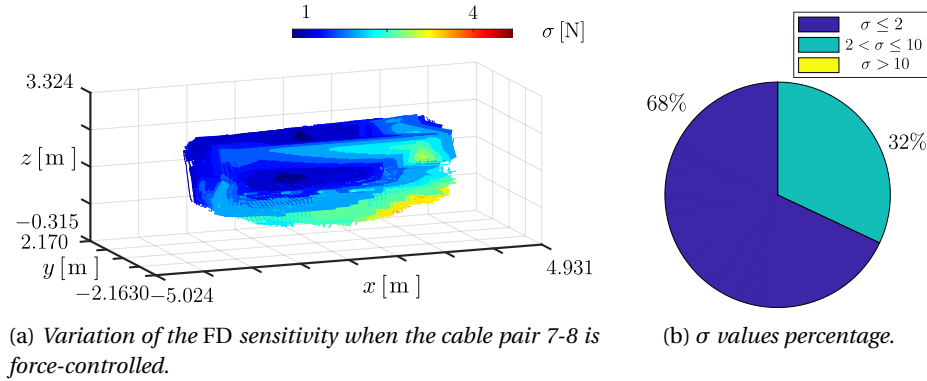 1
4
σ [N]
3.324
z [m]
−0.315
2.170
y [m]
−2.1630
−5.024
x [m]
4.931
(a) Variation of the FD sensitivity when the cable pair 7-8 is
force-controlled.
σ ≤ 2
2 < σ ≤ 10
σ > 10
68%
32%
(b) σ values percentage.